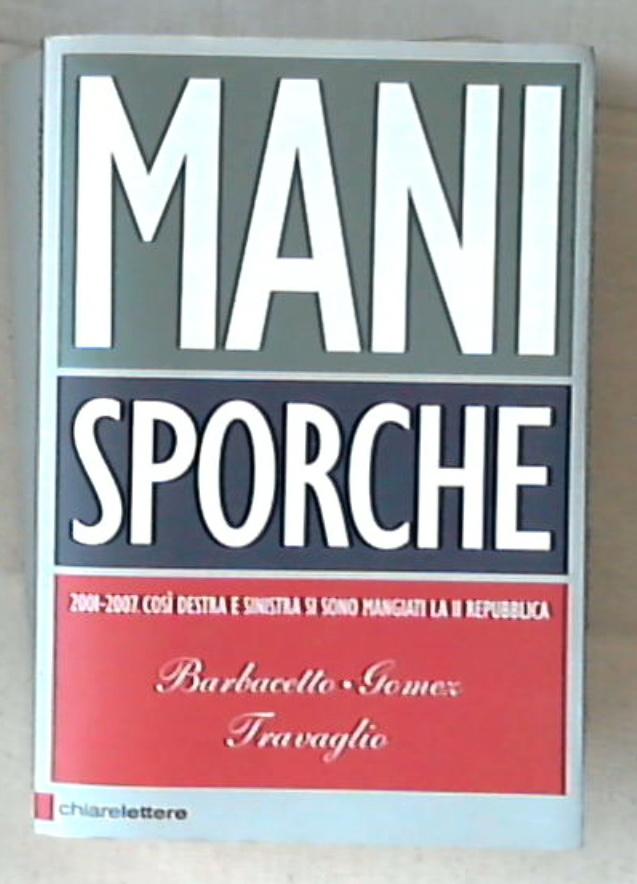 MANI
SPORCHE
2001-2007. COSÌ DESTRA E SINISTRA SI SONO MANGIATI LA II REPUBBLICA
Barbacetto • Gomez
Travaglio
chiarelettere